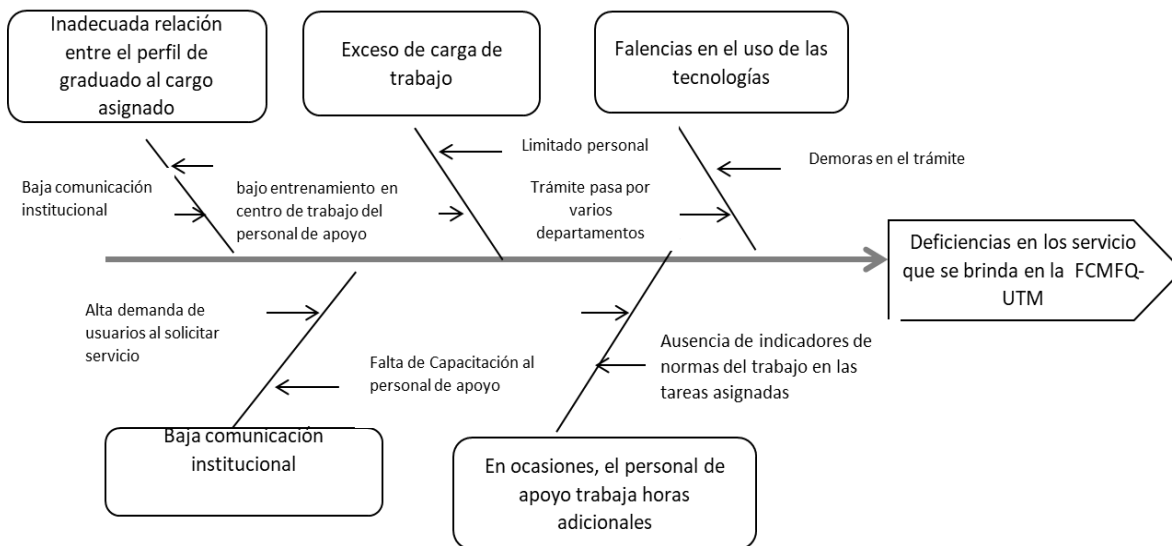 Inadecuada relación
entre el perfil de
graduado al cargo
asignado
Exceso de carga de
trabajo
Falencias en el uso de las
tecnologías
Limitado personal
Demoras en el trámite
Baja comunicación
institucional
bajo entrenamiento en
centro de trabajo del
personal de apoyo
Trámite pasa por
varios
departamentos
Deficiencias en los servicio
que se brinda en la FCMFQ-
UTM
Alta demanda de
usuarios al solicitar
servicio
Falta de Capacitación al
personal de apoyo
Ausencia de indicadores de
normas del trabajo en las
tareas asignadas
Baja comunicación
institucional
En ocasiones, el personal de
apoyo trabaja horas
adicionales